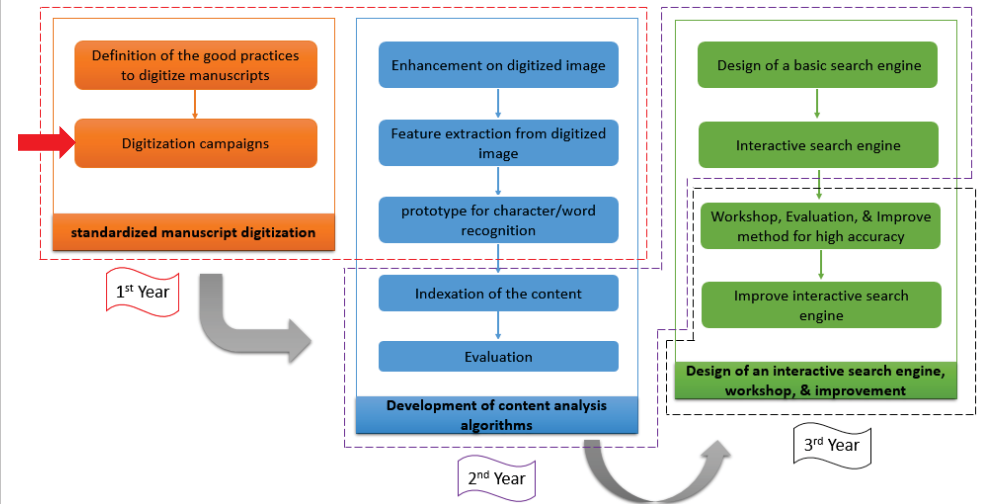 Definition of the good practices
to digitize manuscripts
Digitization campaigns
standardized manuscript digitization
1st Year
Enhancement on digitized image
Feature extraction from digitized
image
prototype for character/word
recognition
Indexation of the content
Evaluation
Development of content analysis
algorithms
2nd Year
Design of a basic search engine
Interactive search engine
Workshop, Evaluation, & Improve
method for high accuracy
Improve interactive search
engine
Design of an interactive search engine,
workshop, & improvement
3rd Year